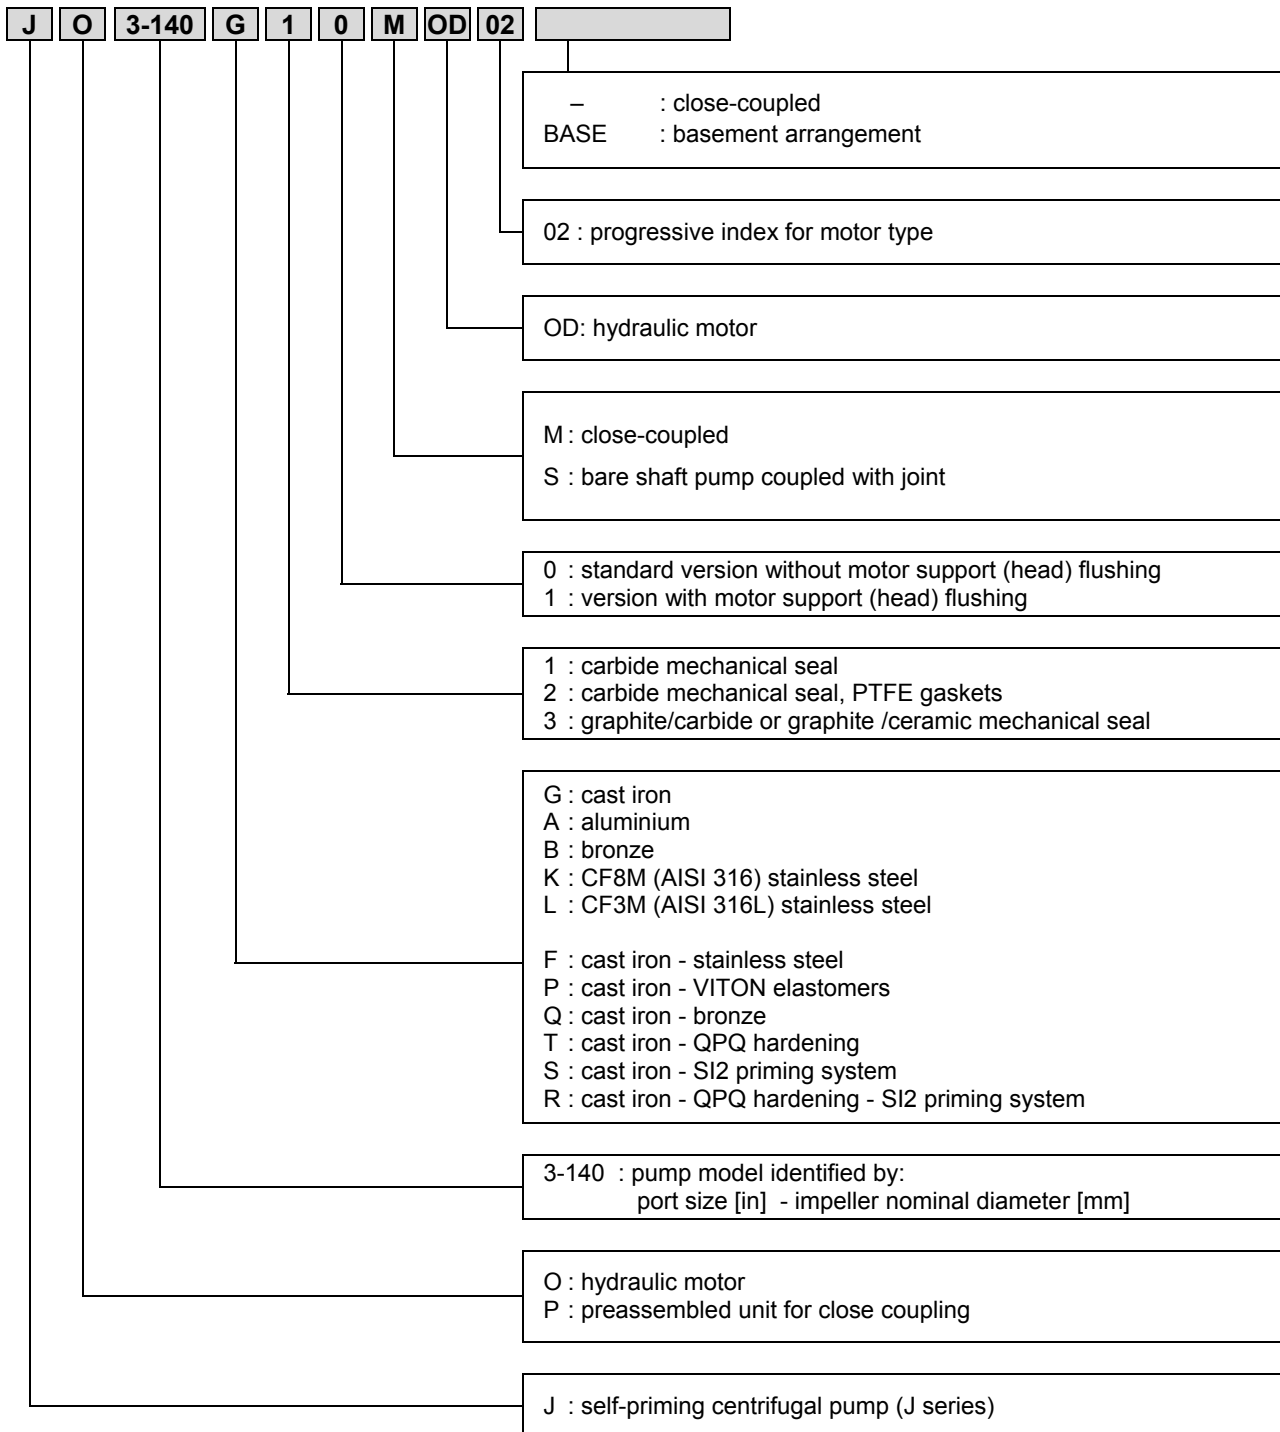 J O 3-140 G 1 0 M OD 02
– : close-coupled
BASE : basement arrangement
02 : progressive index for motor type
OD: hydraulic motor
M : close-coupled
S : bare shaft pump coupled with joint
0 : standard version without motor support (head) flushing
1 : version with motor support (head) flushing
1 : carbide mechanical seal
2 : carbide mechanical seal, PTFE gaskets
3 : graphite/carbide or graphite /ceramic mechanical seal
G : cast iron
A : aluminium
B : bronze
K : CF8M (AISI 316) stainless steel
L : CF3M (AISI 316L) stainless steel
F : cast iron - stainless steel
P : cast iron - VITON elastomers
Q : cast iron - bronze
T : cast iron - QPQ hardening
S : cast iron - SI2 priming system
R : cast iron - QPQ hardening - SI2 priming system
3-140 : pump model identified by:
port size [in] - impeller nominal diameter [mm]
O : hydraulic motor
P : preassembled unit for close coupling
J : self-priming centrifugal pump (J series)